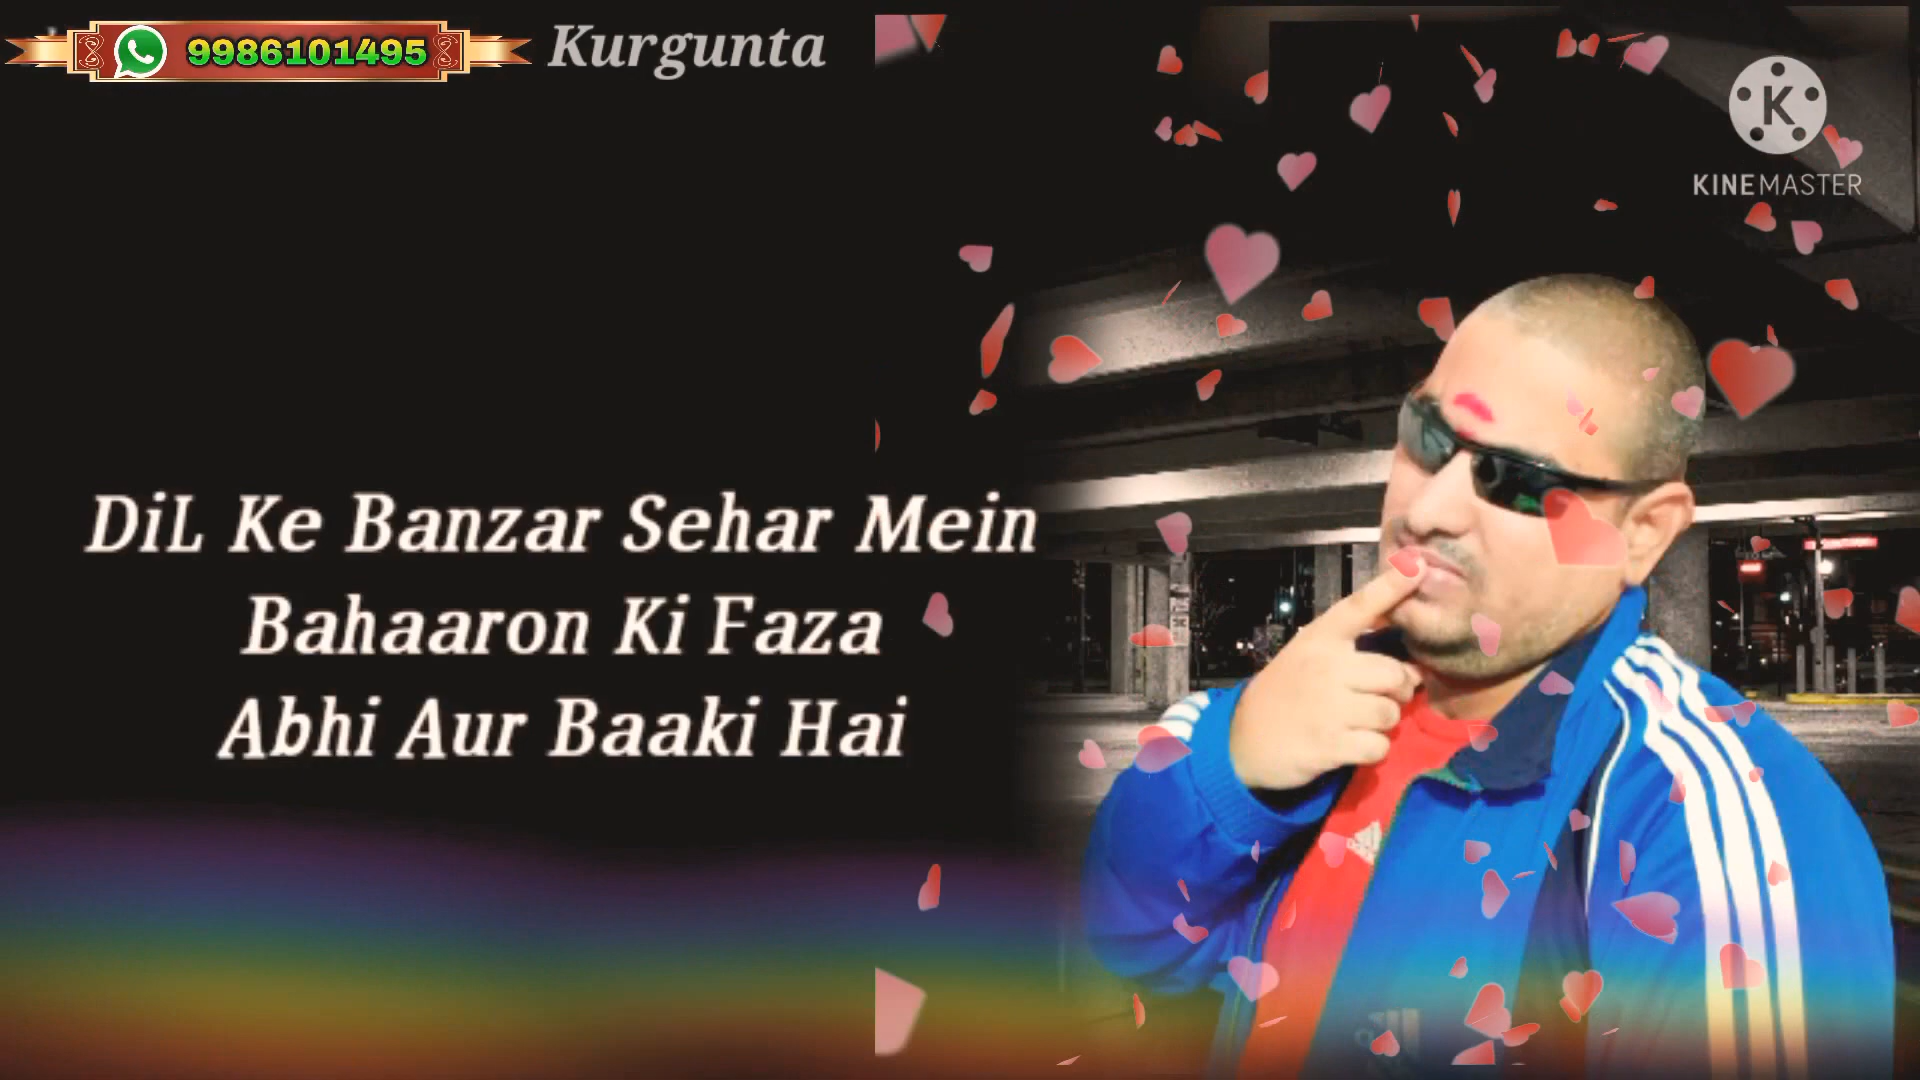 9986101495 Kurgunta
K
KINEMASTER
DiL Ke Banzar Sehar Mein
Bahaaron Ki Faza
Abhi Aur Baaki Hai